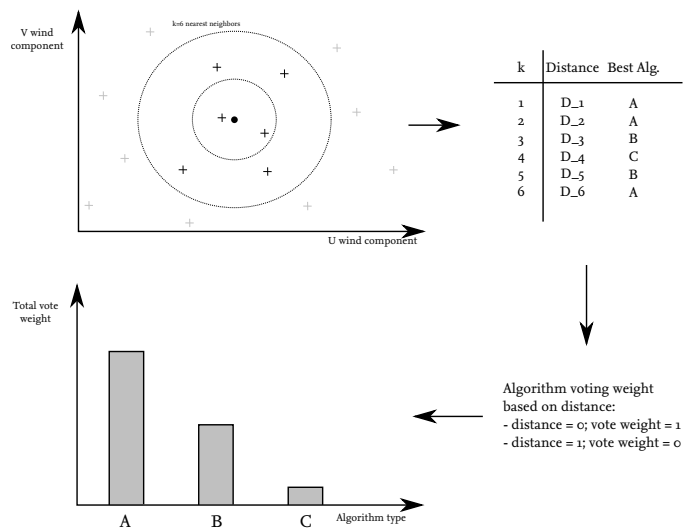 V wind
component
k=6 nearest neighbors
U wind component
k Distance Best Alg.
1 D_1 A
2 D_2 A
3 D_3 B
4 D_4 C
5 D_5 B
6 D_6 A
Algorithm voting weight
based on distance:
- distance = 0; vote weight = 1
- distance = 1; vote weight = 0
Total vote
weight
A B C
Algorithm type